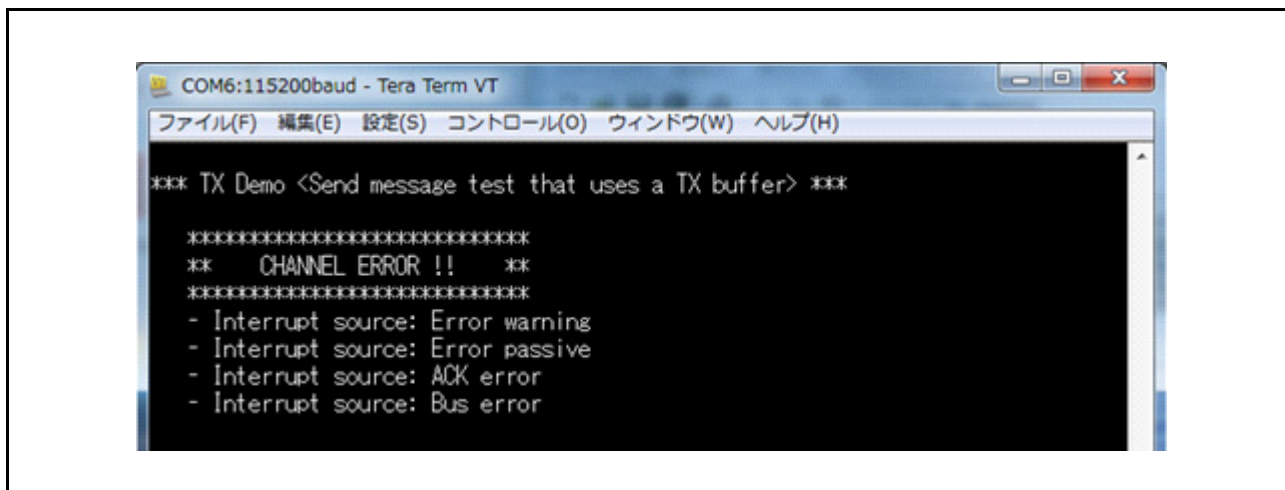 COM6:115200baud - Tera Term VT
ファイル(F) 編集(E) 設定(S) コントロール(O) ウィンドウ(W) ヘルプ(H)
*** TX Demo <Send message test that uses a TX buffer> ***
****************************
** CHANNEL ERROR !! **
****************************
- Interrupt source: Error warning
- Interrupt source: Error passive
- Interrupt source: ACK error
- Interrupt source: Bus error